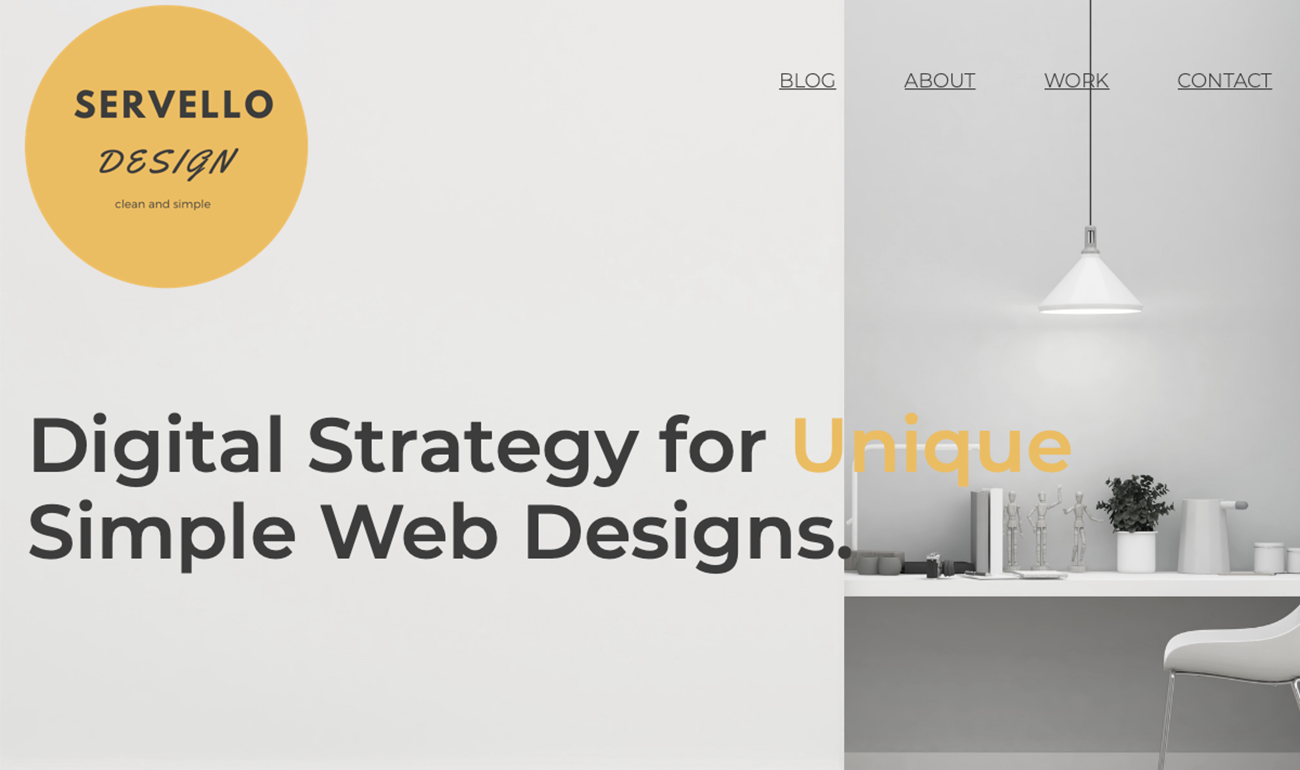 SERVELLO
DESIGN
clean and simple
BLOG ABOUT WORK CONTACT
Digital Strategy for Unique
Simple Web Designs.